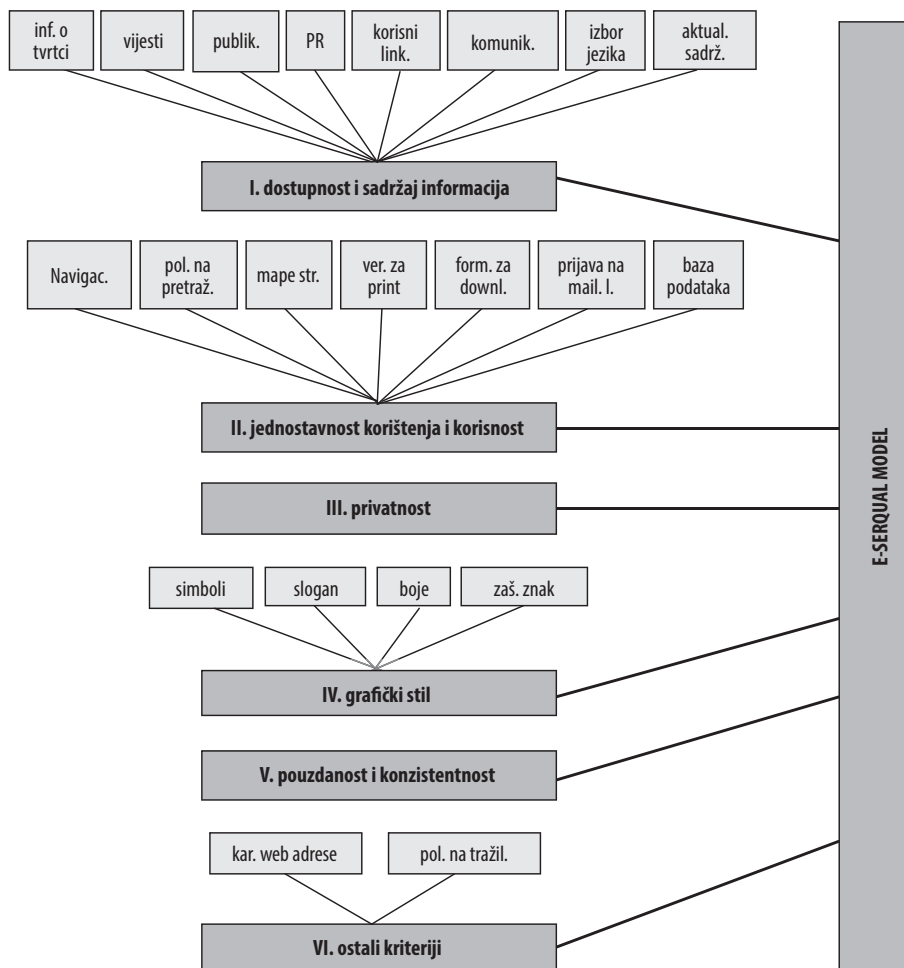 inf. o
tvrtci
vijesti
publik.
PR
korisni
link.
komunik.
izbor
jezika
aktual.
sadrž.
I. dostupnost i sadržaj informacija
Navigac.
pol. na
pretraž.
mape str.
ver. za
print
form. za
downl.
prijava na
mail. l.
baza
podataka
II. jednostavnost korištenja i korisnost
III. privatnost
simboli
slogan
boje
zaš. znak
IV. grafički stil
V. pouzdanost i konzistentnost
kar. web adrese
pol. na tražil.
VI. ostali kriteriji
E-SERQUAL MODEL